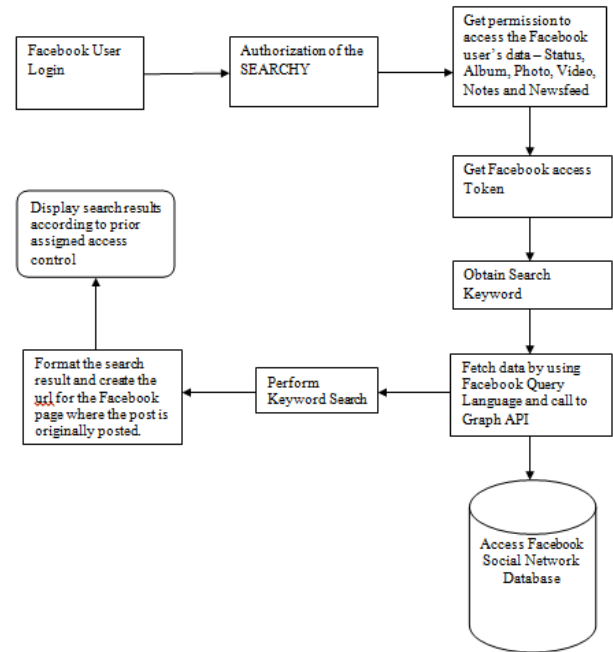 Facebook User
Login
Authorization of the
SEARCHY
Get permission to
access the Facebook
user's data – Status,
Album, Photo, Video,
Notes and Newsfeed
Get Facebook access
Token
Obtain Search
Keyword
Fetch data by using
Facebook Query
Language and call to
Graph API
Access Facebook
Social Network
Database
Perform
Keyword Search
Format the search
result and create the
url for the Facebook
page where the post is
originally posted.
Display search results
according to prior
assigned access
control